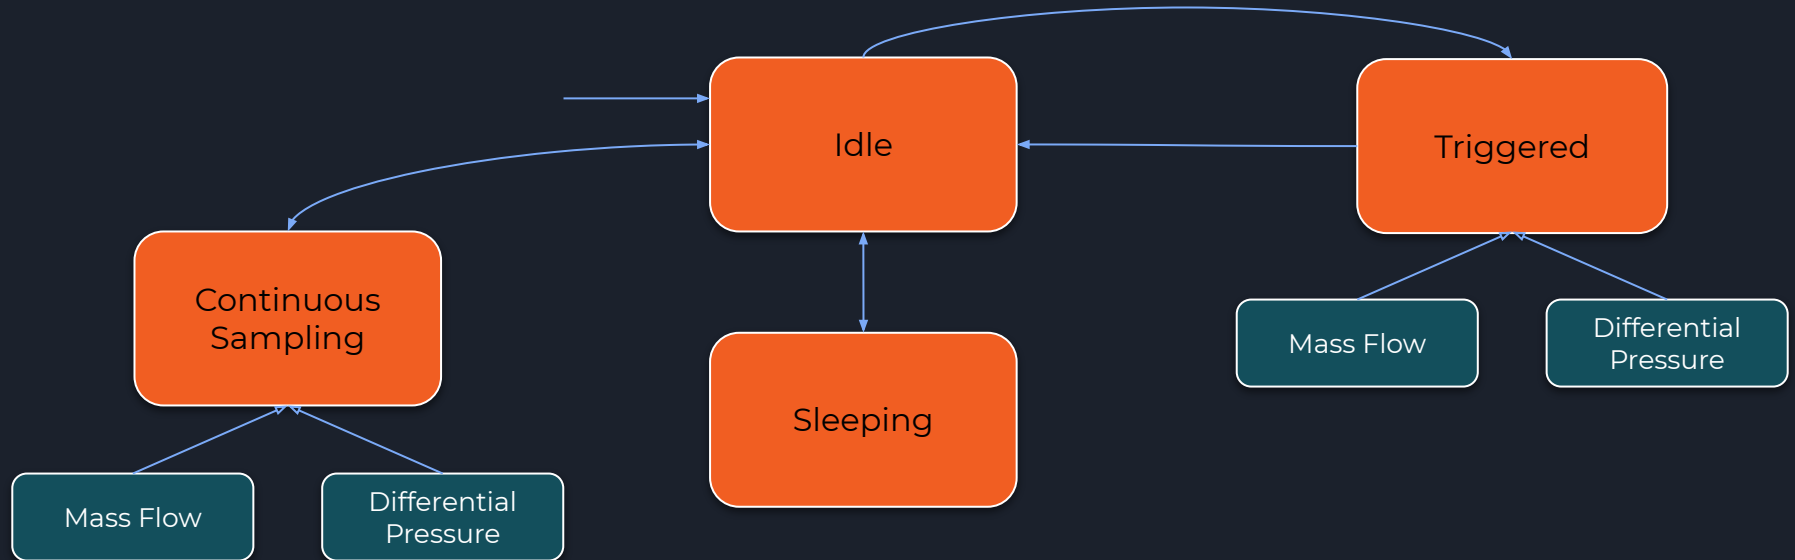 Idle
Triggered
Continuous
Sampling
Mass Flow
Differential
Pressure
Sleeping
Mass Flow
Differential
Pressure